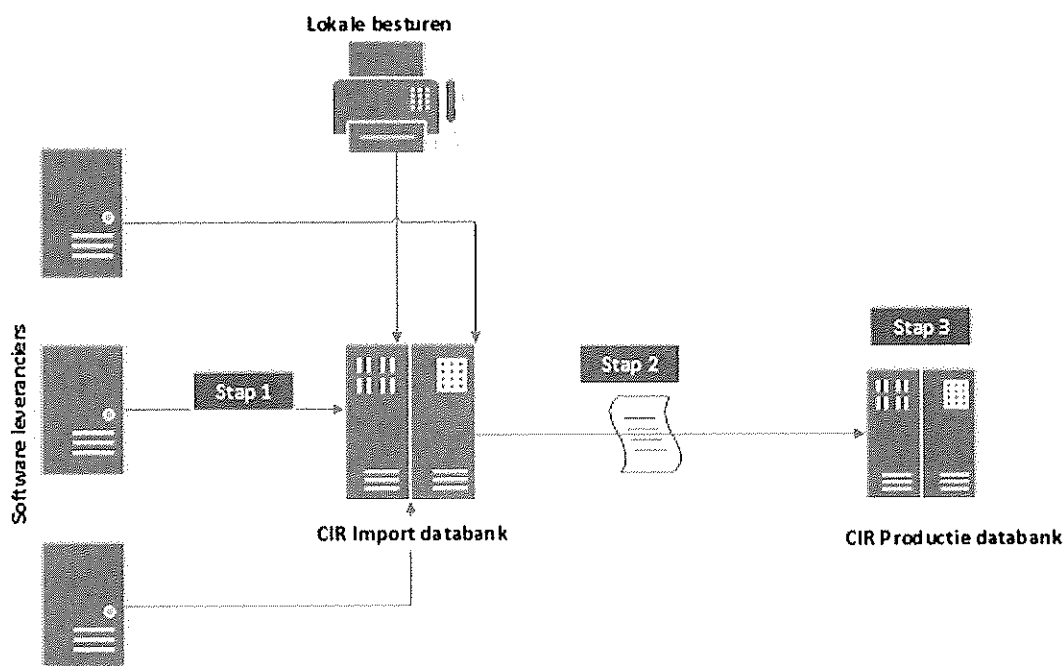 Lokale besturen
Software leveranciers
Stap 1
Stap 2
Stap 3
CIR Import databank
CIR Productie databank